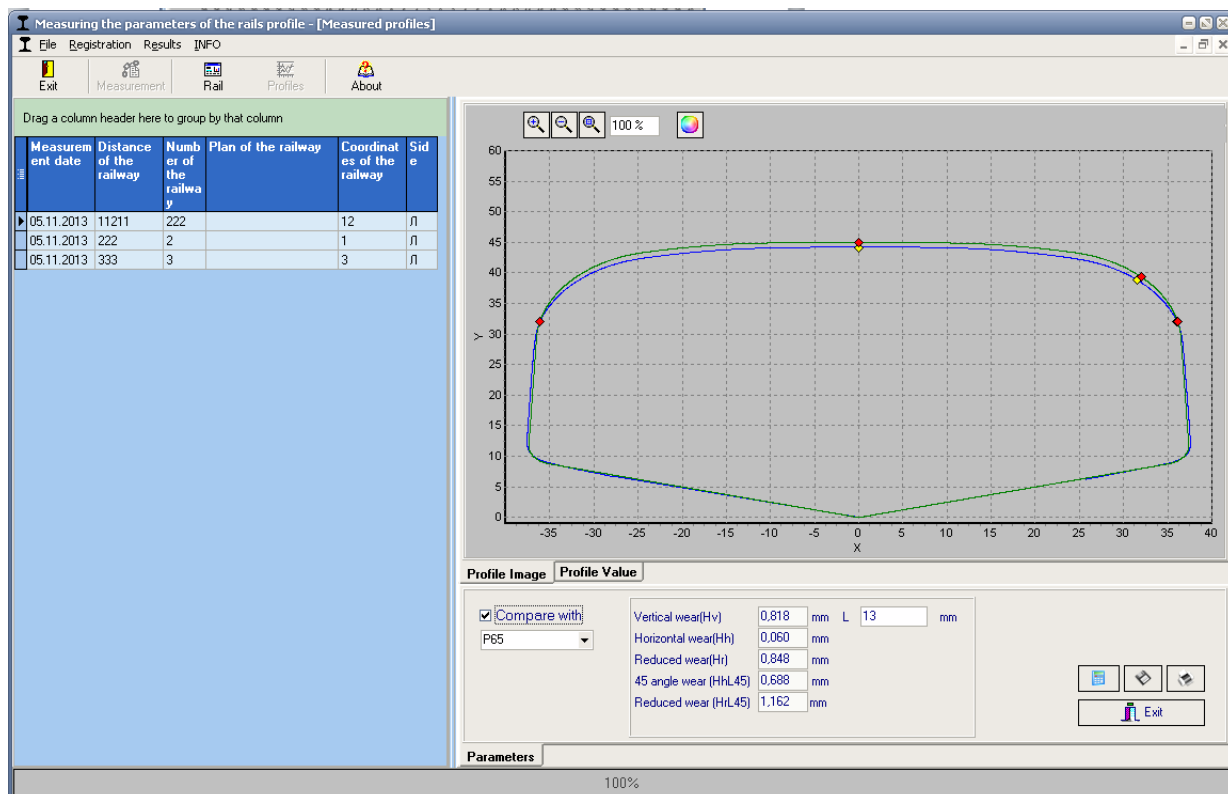 Measuring the parameters of the rails profile - [Measured profiles]
File Registration Results INFO
Exit Measurement Rail Profiles About
Drag a column header here to group by that column
Measurem Distance Numb Plan of the railway Coordinat Sid
ent date of the er of es of the e
railway the railway
railwa
y
05.11.2013 11211 222 12 Л
05.11.2013 222 2 1 Л
05.11.2013 333 3 3 Л
100 %
60
55
50
45
40
35
30
25
20
15
10
5
0
Y
-35 -30 -25 -20 -15 -10 -5 0 5 10 15 20 25 30 35 40
X
Profile Image Profile Value
Compare with
P65
Vertical wear(Hv) 0,818 mm L 13 mm
Horizontal wear(Hh) 0,060 mm
Reduced wear(Hr) 0,848 mm
45 angle wear (HhL45) 0,688 mm
Reduced wear (HrL45) 1,162 mm
Exit
Parameters
100%